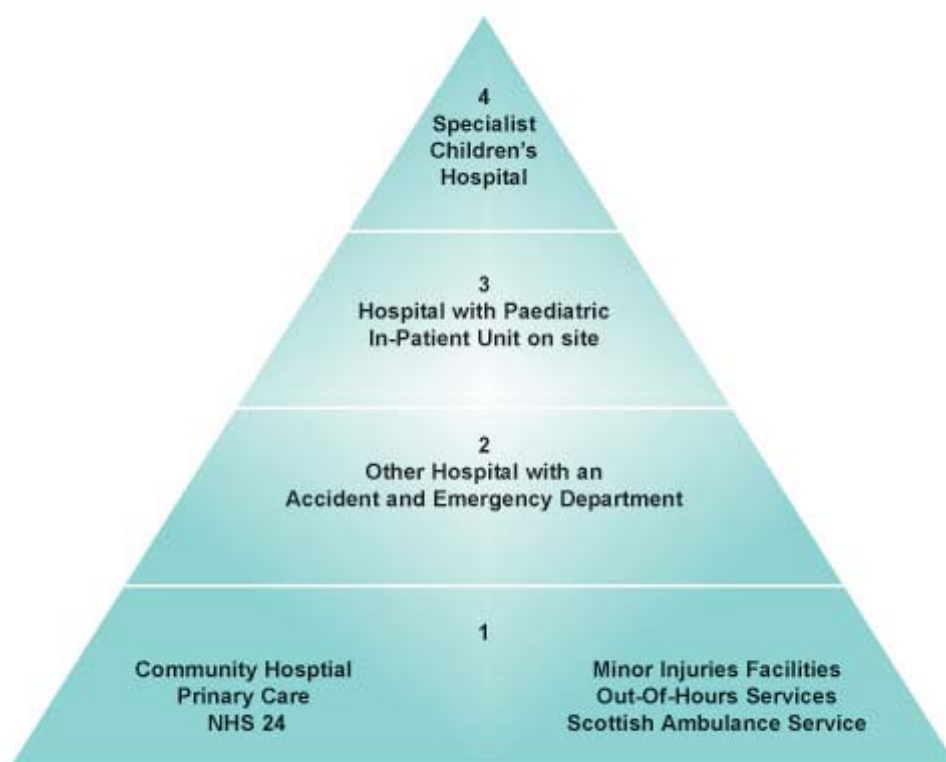 4
Specialist
Children's
Hospital
3
Hospital with Paediatric
In-Patient Unit on site
2
Other Hospital with an
Accident and Emergency Department
1
Community Hosptial
Prinary Care
NHS 24
Minor Injuries Facilities
Out-Of-Hours Services
Scottish Ambulance Service